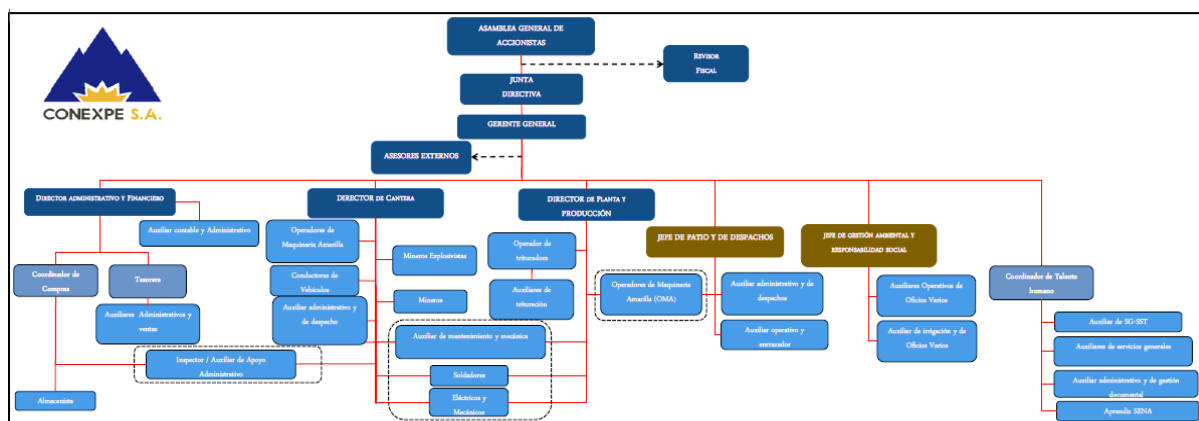 CONEXPE S.A.
ASAMBLEA GENERAL DE
ACCIONISTAS
REVISOR
FISCAL
JUNTA
DIRECTIVA
GERENTE GENERAL
ASESORES EXTERNOS
DIRECTOR ADMINISTRATIVO Y FINANCIERO
DIRECTOR DE CANTERA
DIRECTOR DE PLANTA Y
PRODUCCIÓN
JEFE DE PATIO Y DE DESPACHOS
JEFE DE GESTIÓN AMBIENTAL Y
RESPONSABILIDAD SOCIAL
Coordinador de Talento
humano
Auxiliar contable y Administrativo
Coordinador de
Compras
Tesorera
Auxiliares Administrativos y
ventas
Inspector / Auxiliar de Apoyo
Administrativo
Almacenista
Operadores de
Maquinaria Amarilla
Conductores de
Vehículos
Auxiliar administrativo y
de despacho
Mineros Explosivistas
Mineros
Auxiliar de mantenimiento y mecánica
Soldadores
Eléctricos y
Mecánicos
Operador de
trituradora
Auxiliares de
trituración
Operadores de Maquinaria
Amarilla (OMA)
Auxiliar administrativo y de
despachos
Auxiliar operativo y
enrazador
Auxiliares Operativos de
Oficios Varios
Auxiliar de irrigación y de
Oficios Varios
Auxiliar de SG-SST
Auxiliares de servicios generales
Auxiliar administrativo y de gestión
documental
Aprendiz SENA